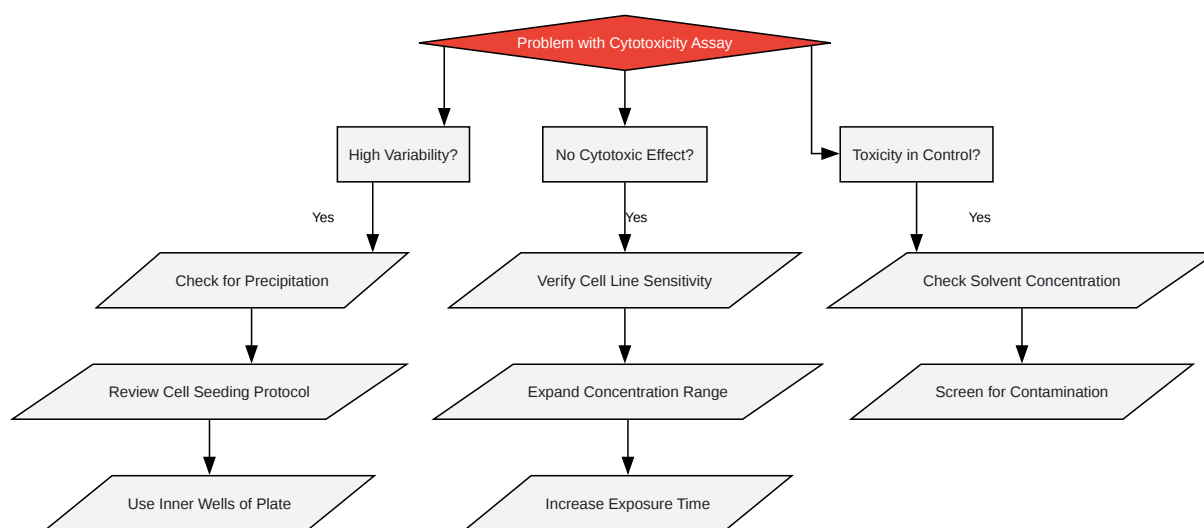 Problem with Cytotoxicity Assay
High Variability?
No Cytotoxic Effect?
Toxicity in Control?
Yes
Yes
Yes
Check for Precipitation
Verify Cell Line Sensitivity
Check Solvent Concentration
Review Cell Seeding Protocol
Expand Concentration Range
Screen for Contamination
Use Inner Wells of Plate
Increase Exposure Time